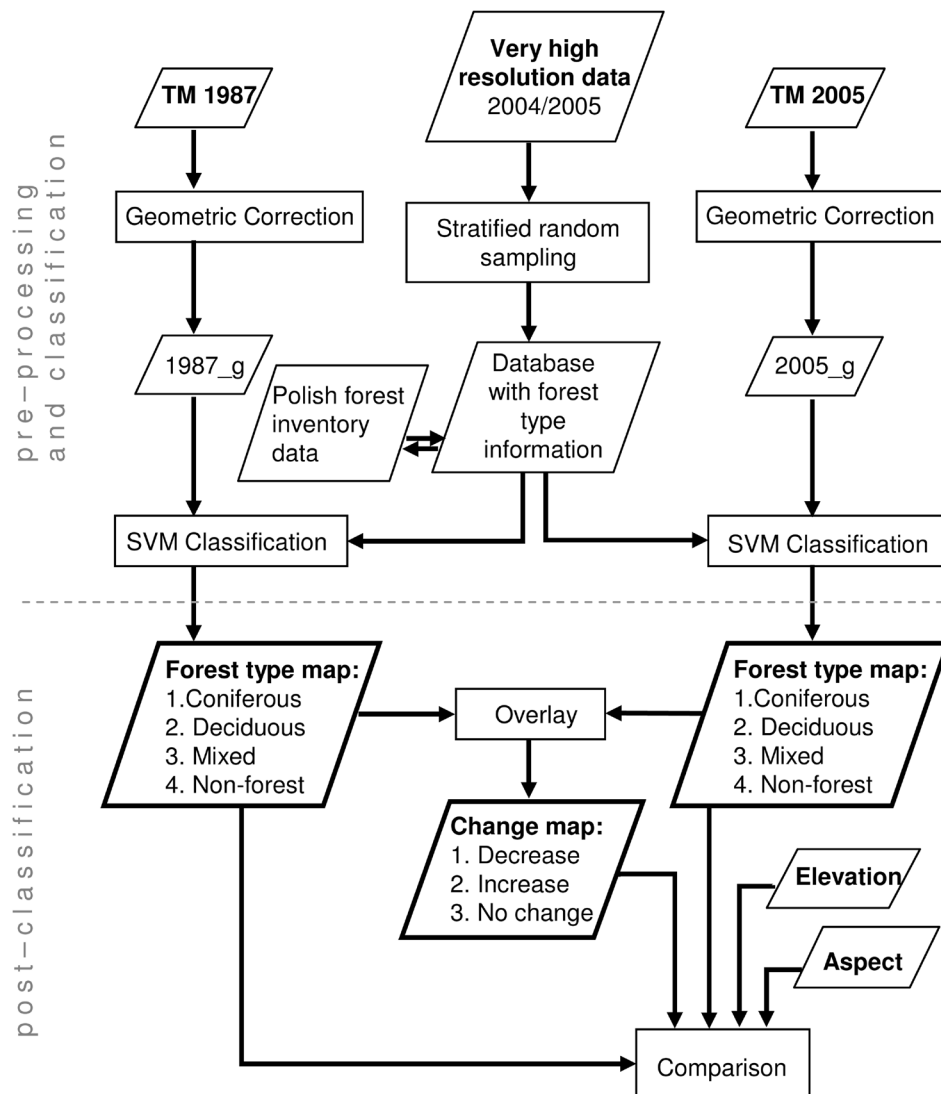 pre–processing
and classification
TM 1987
Very high
resolution data
2004/2005
TM 2005
Geometric Correction
Stratified random
sampling
Geometric Correction
1987_g
Polish forest
inventory
data
Database
with forest
type
information
2005_g
SVM Classification
SVM Classification
post–classification
Forest type map:
1.Coniferous
2. Deciduous
3. Mixed
4. Non-forest
Overlay
Forest type map:
1.Coniferous
2. Deciduous
3. Mixed
4. Non-forest
Change map:
1. Decrease
2. Increase
3. No change
Elevation
Aspect
Comparison